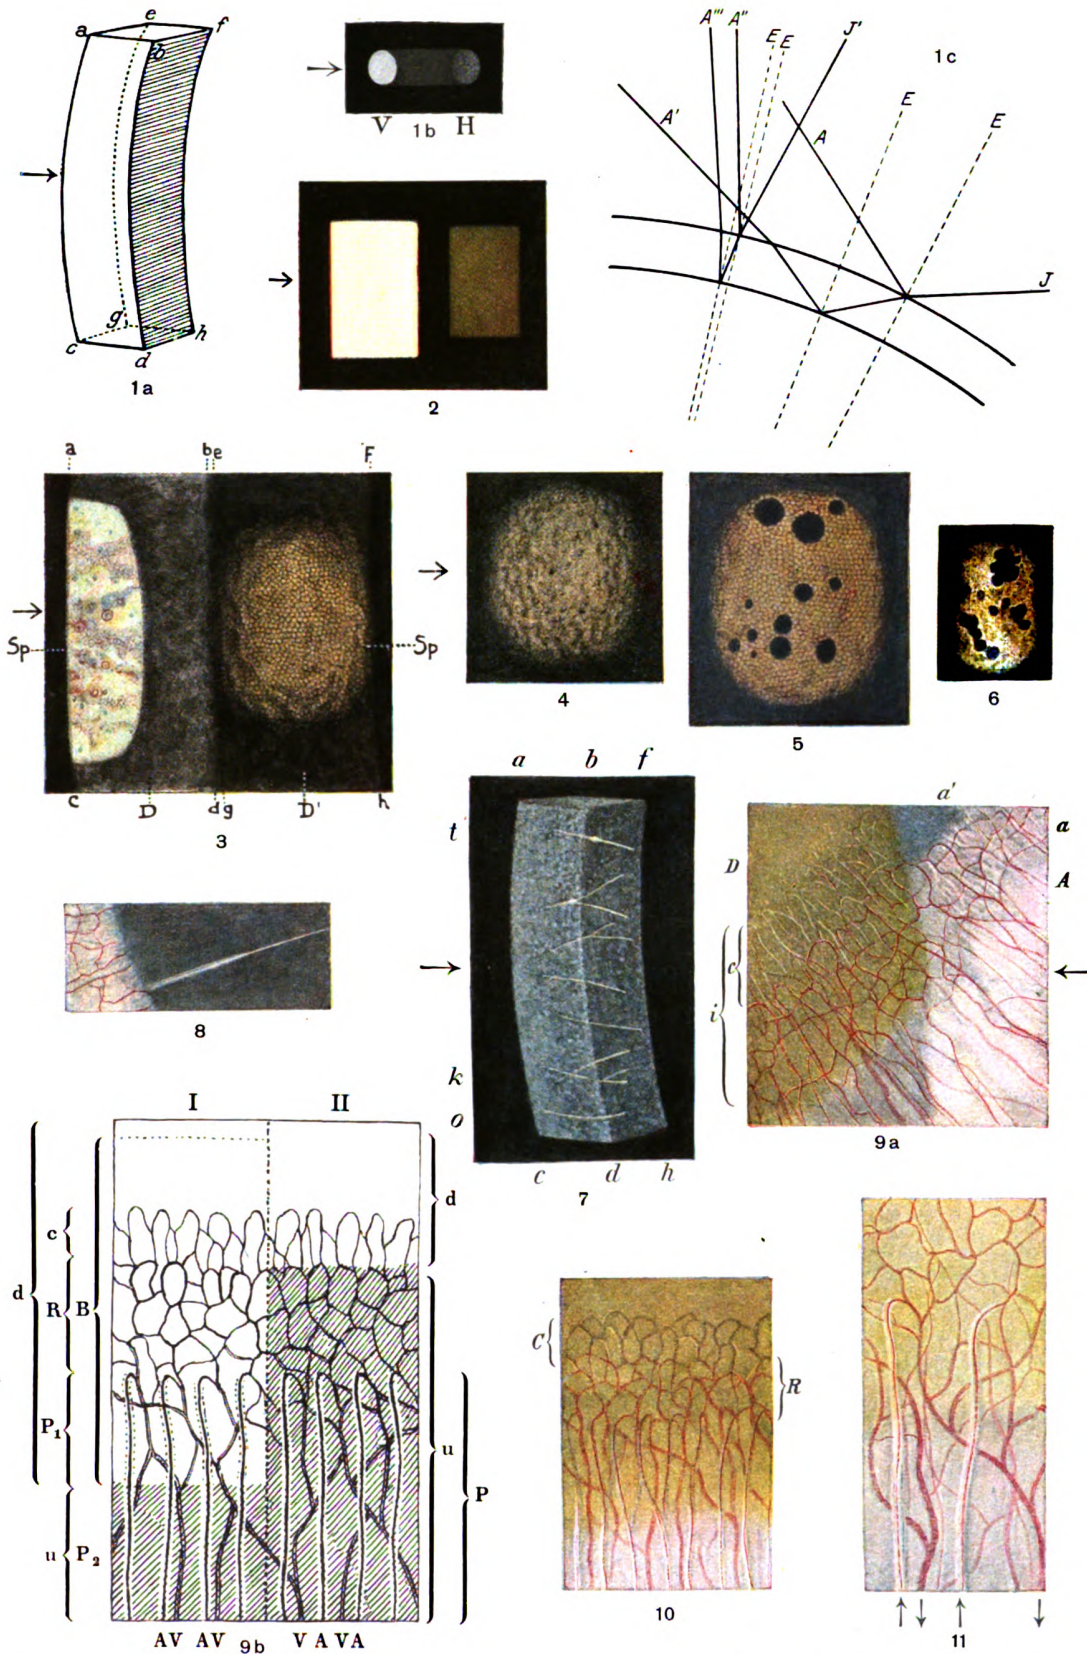 e
f
a
b
g
h
c
d
1a
V 1b H
2
A''' A'' E E J' 1c
A' A E E
J
a b e F
Sp Sp
c D d g D' h
3
4
5
6
a b f
t
k
o
c d h
7
8
a' a
D A
c
i
9a
I II
d
c
d R B
P₁ u
P
u P₂
AV AV 9b V A V A
C
R
10
11